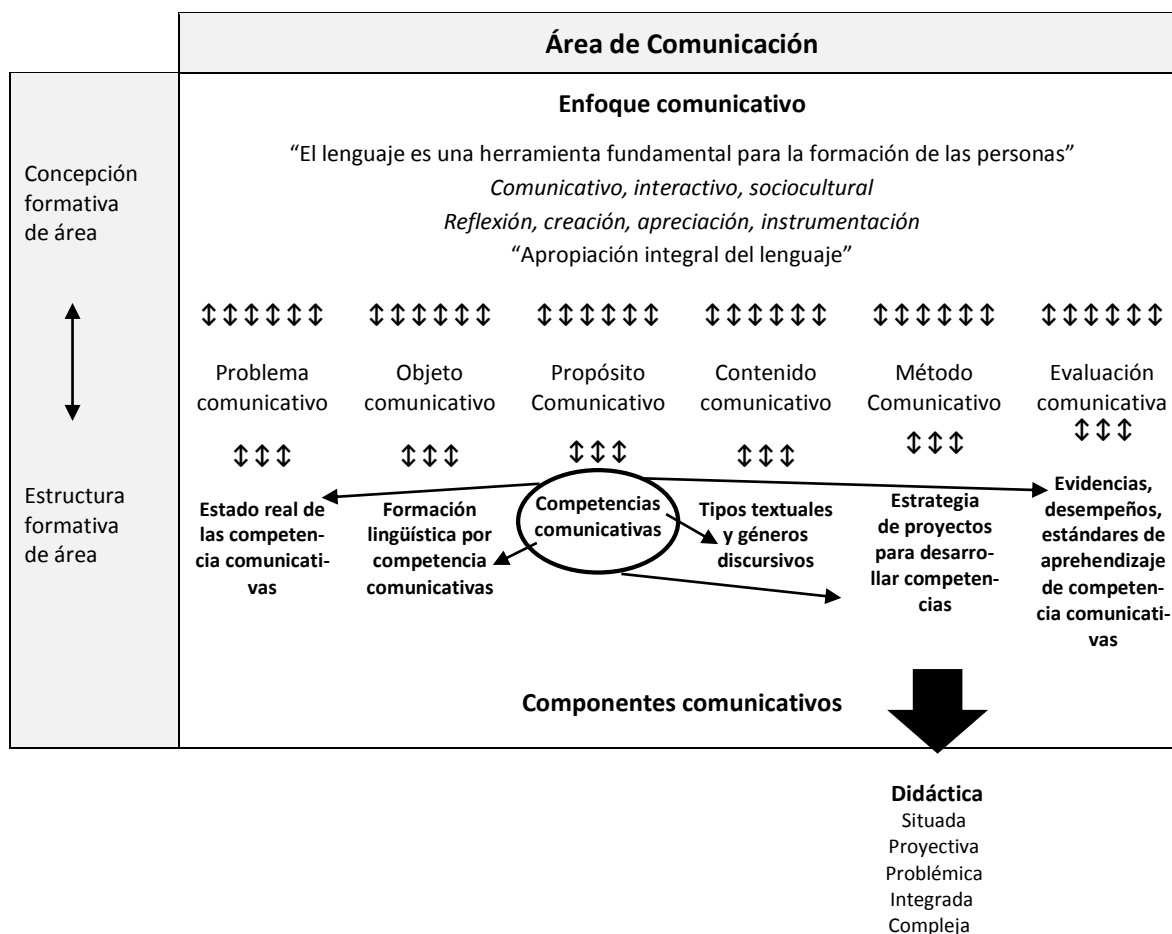 Área de Comunicación
Concepción
formativa
de área
Enfoque comunicativo
“El lenguaje es una herramienta fundamental para la formación de las personas”
Comunicativo, interactivo, sociocultural
Reflexión, creación, apreciación, instrumentación
“Apropiación integral del lenguaje”
Problema
comunicativo
Objeto
comunicativo
Propósito
Comunicativo
Contenido
comunicativo
Método
Comunicativo
Evaluación
comunicativa
Estructura
formativa
de área
Estado real de
las competen-
cia comunicati-
vas
Formación
lingüística por
competencia
comunicativas
Competencias
comunicativas
Tipos textuales
y géneros
discursivos
Estrategia
de proyectos
para desarro-
llar competen-
cias
Evidencias,
desempeños,
estándares de
aprehendizaje
de competen-
cia comunicati-
vas
Componentes comunicativos
Didáctica
Situada
Proyectiva
Problémica
Integrada
Compleja